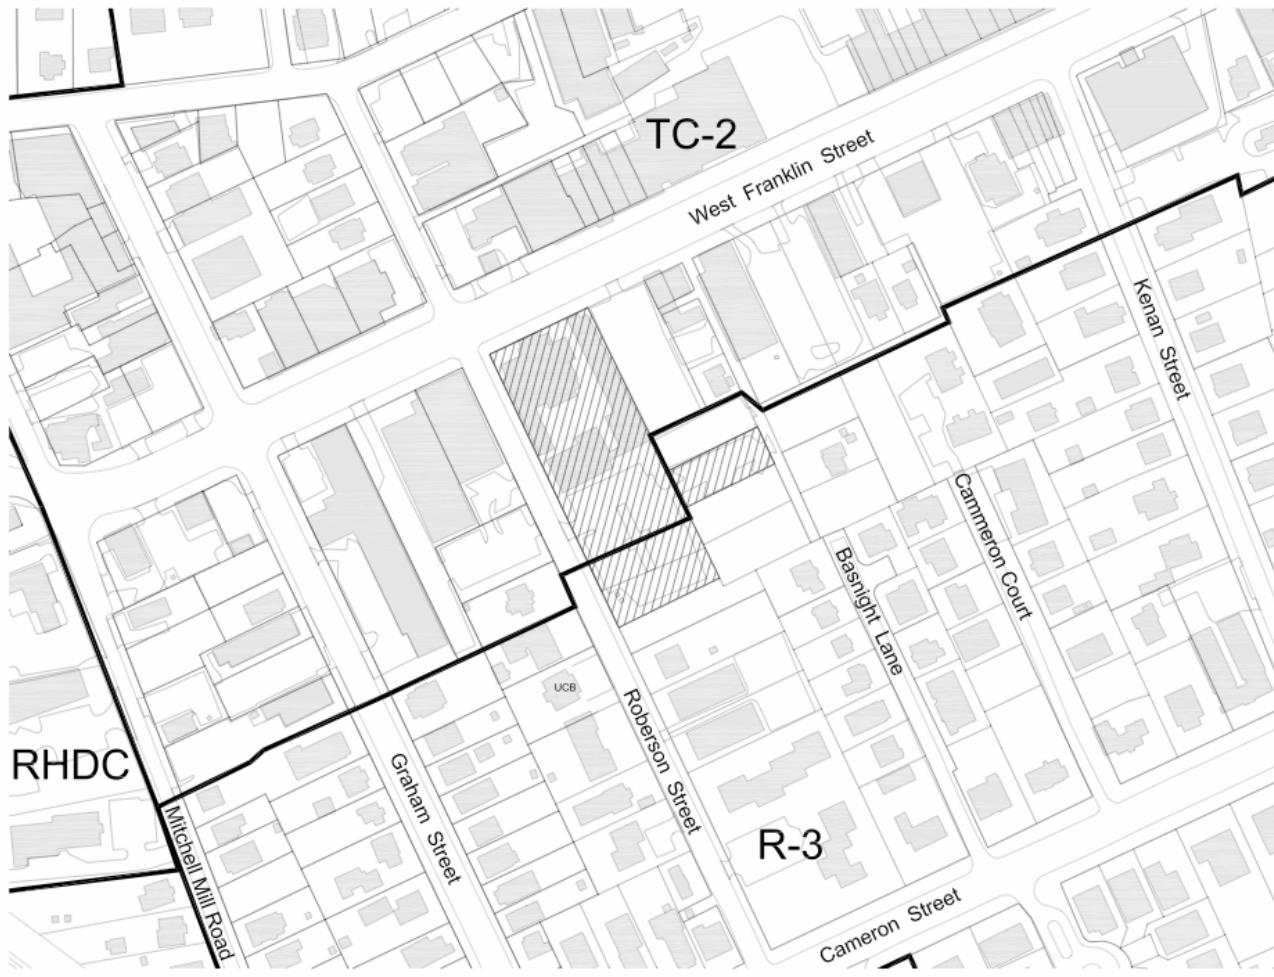 TC-2
West Franklin Street
Kenan Street
Cammeron Court
Basnight Lane
UCB
Roberson Street
RHDC
Graham Street
Mitchell Mill Road
R-3
Cameron Street